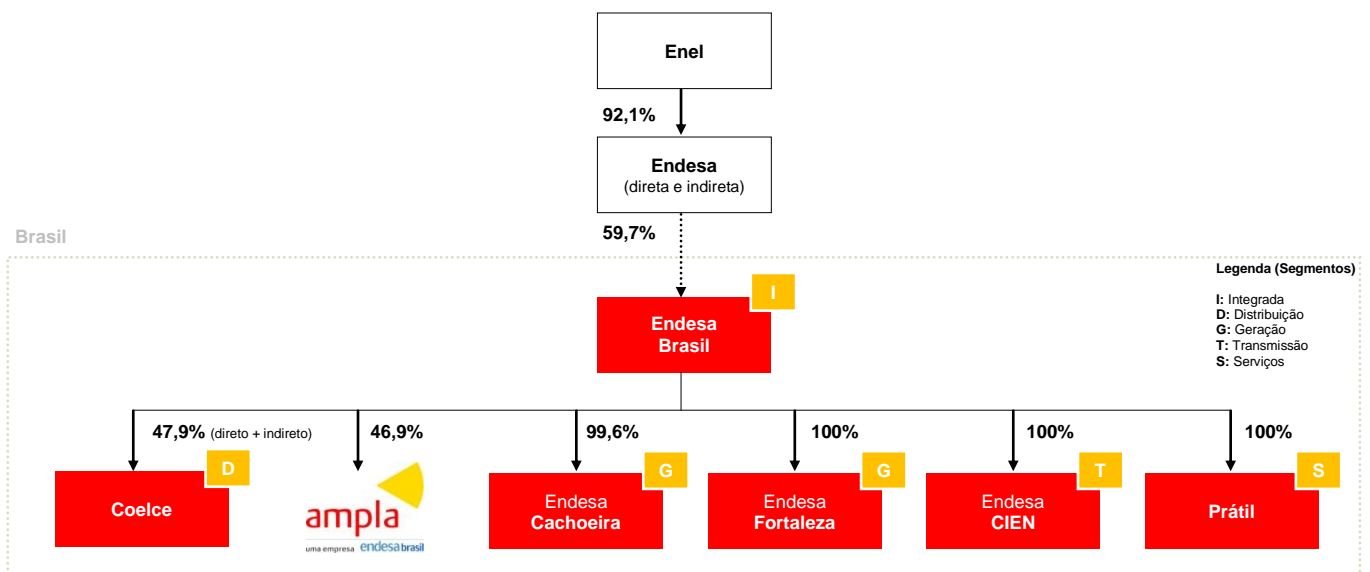 Enel
92,1%
Endesa
(direta e indireta)
59,7%
Brasil
Legenda (Segmentos)
I: Integrada
D: Distribuição
G: Geração
T: Transmissão
S: Serviços
I
Endesa
Brasil
47,9% (direto + indireto)
46,9%
99,6%
100%
100%
100%
D
Coelce
ampla
uma empresa endesabrasil
G
Endesa
Cachoeira
G
Endesa
Fortaleza
T
Endesa
CIEN
S
Prátil